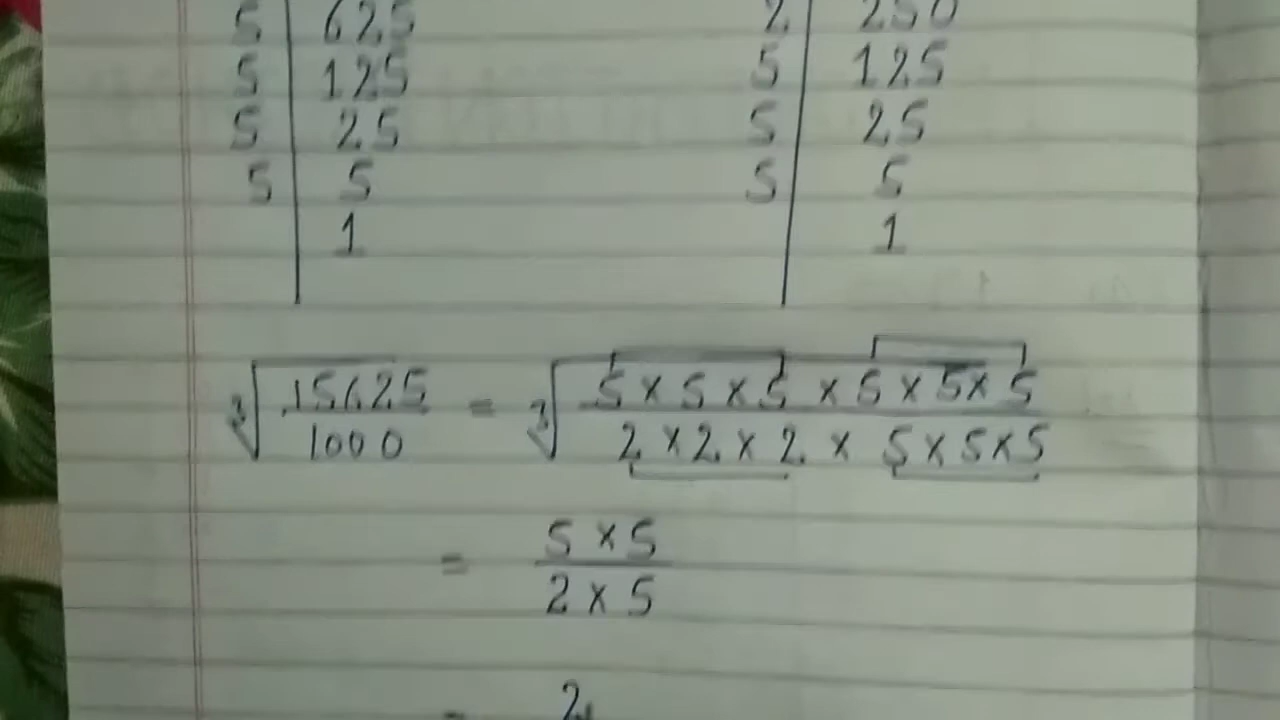 5 | 625    2 | 250
5 | 125    5 | 125
5 | 25    5 | 25
5 | 5    5 | 5
1    1
∛(15625/1000) = ∛((5×5×5×5×5×5)/(2×2×2×5×5×5))
= (5×5)/(2×5)
=